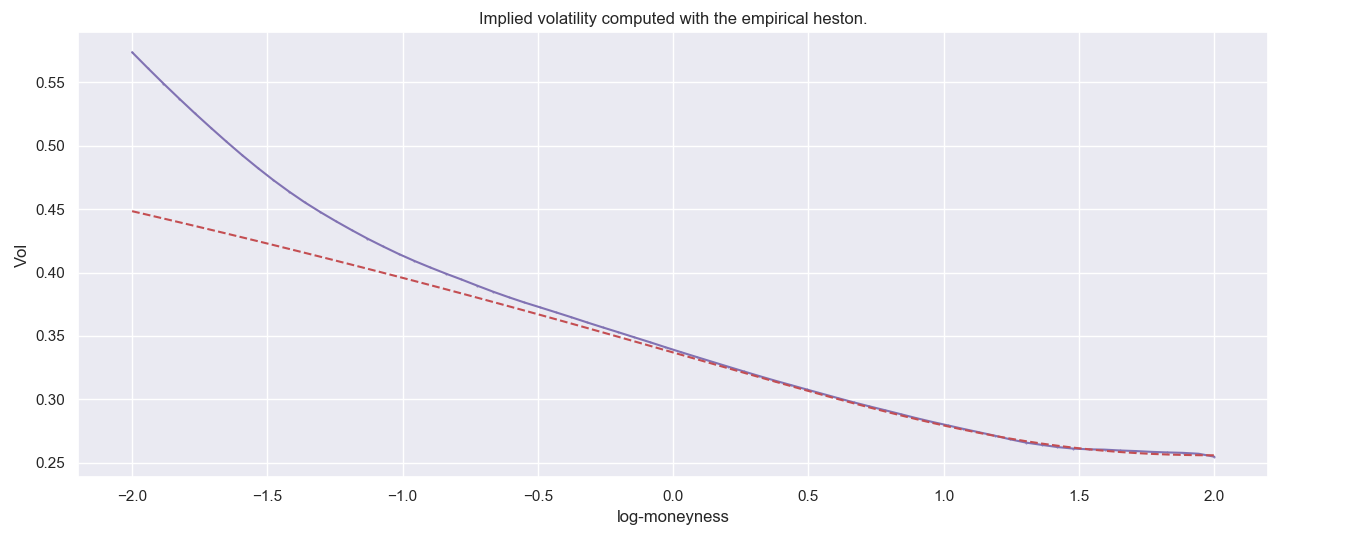 Implied volatility computed with the empirical heston.
Vol
0.55
0.50
0.45
0.40
0.35
0.30
0.25
−2.0 −1.5 −1.0 −0.5 0.0 0.5 1.0 1.5 2.0
log-moneyness